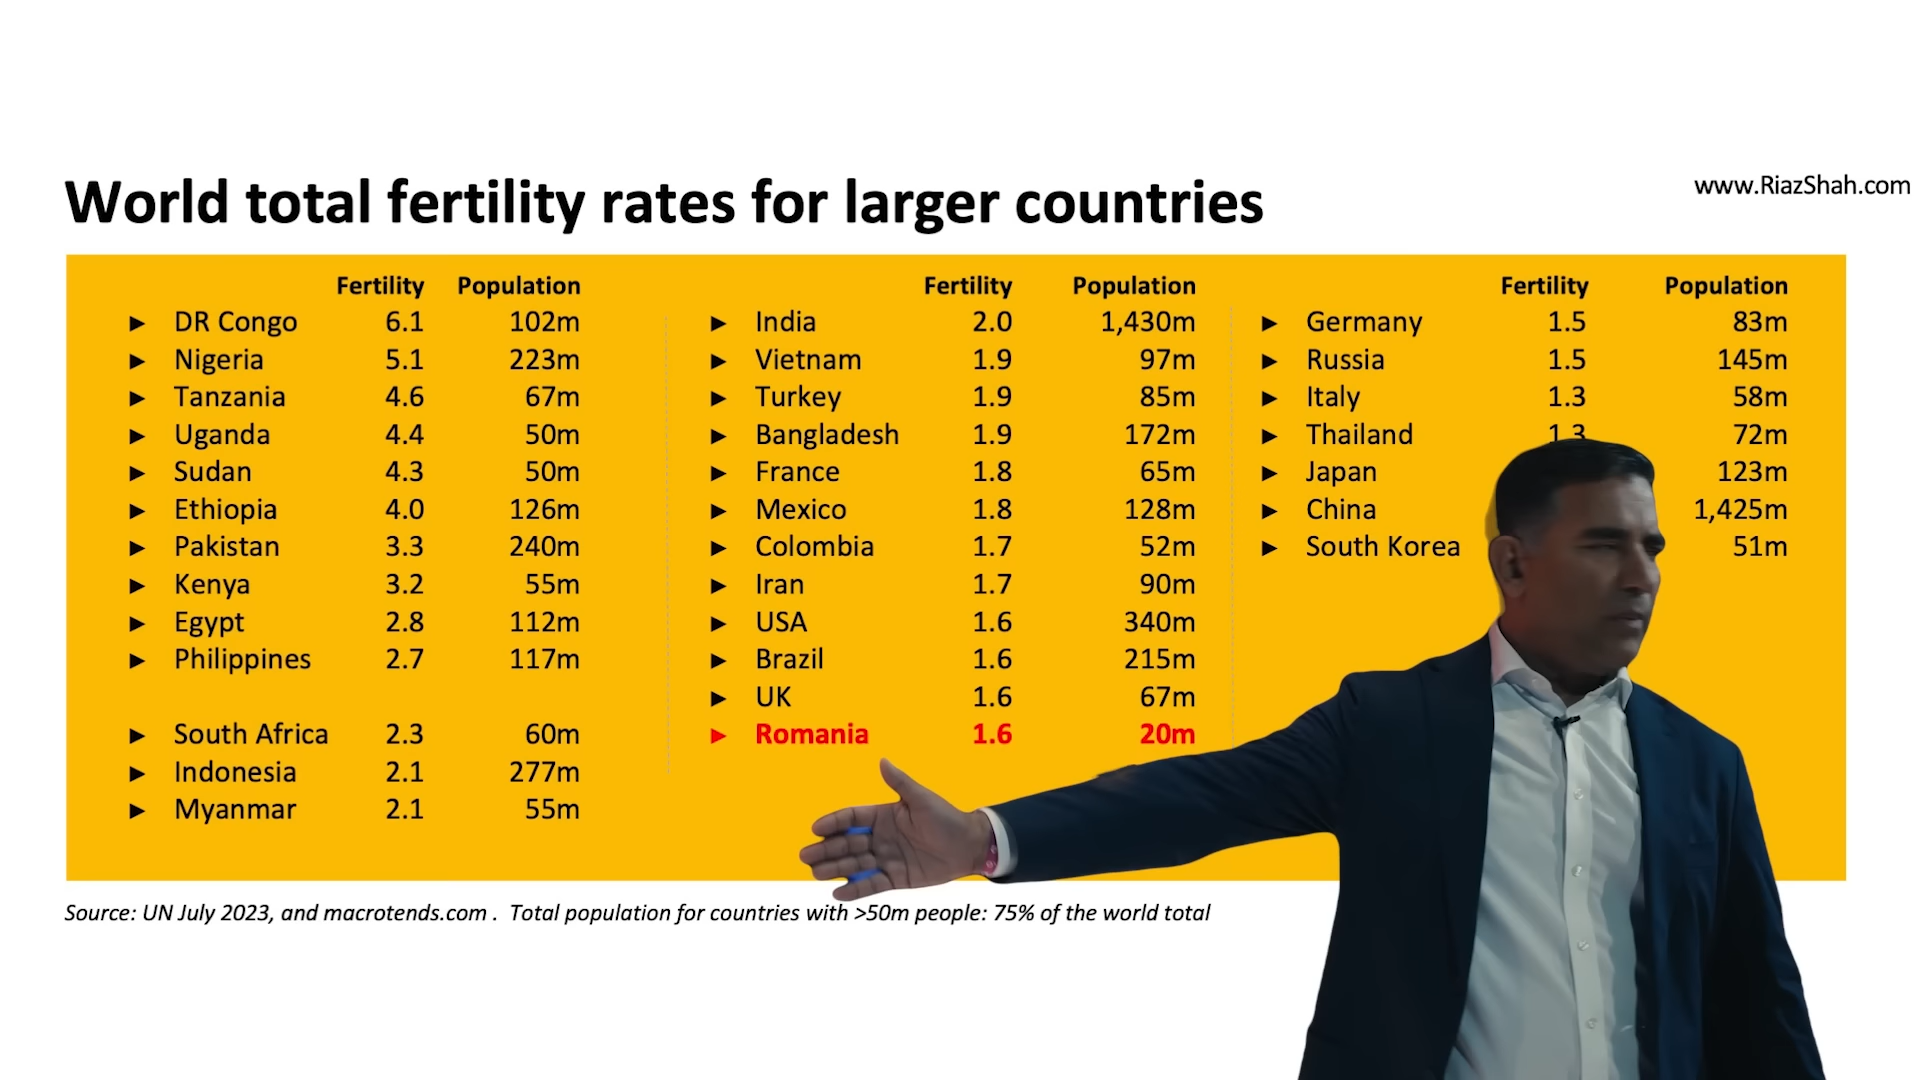 World total fertility rates for larger countries
www.RiazShah.com
Fertility Population
► DR Congo 6.1 102m
► Nigeria 5.1 223m
► Tanzania 4.6 67m
► Uganda 4.4 50m
► Sudan 4.3 50m
► Ethiopia 4.0 126m
► Pakistan 3.3 240m
► Kenya 3.2 55m
► Egypt 2.8 112m
► Philippines 2.7 117m
► South Africa 2.3 60m
► Indonesia 2.1 277m
► Myanmar 2.1 55m
Fertility Population
► India 2.0 1,430m
► Vietnam 1.9 97m
► Turkey 1.9 85m
► Bangladesh 1.9 172m
► France 1.8 65m
► Mexico 1.8 128m
► Colombia 1.7 52m
► Iran 1.7 90m
► USA 1.6 340m
► Brazil 1.6 215m
► UK 1.6 67m
► Romania 1.6 20m
Fertility Population
► Germany 1.5 83m
► Russia 1.5 145m
► Italy 1.3 58m
► Thailand 1.3 72m
► Japan 123m
► China 1,425m
► South Korea 51m
Source: UN July 2023, and macrotends.com . Total population for countries with >50m people: 75% of the world total